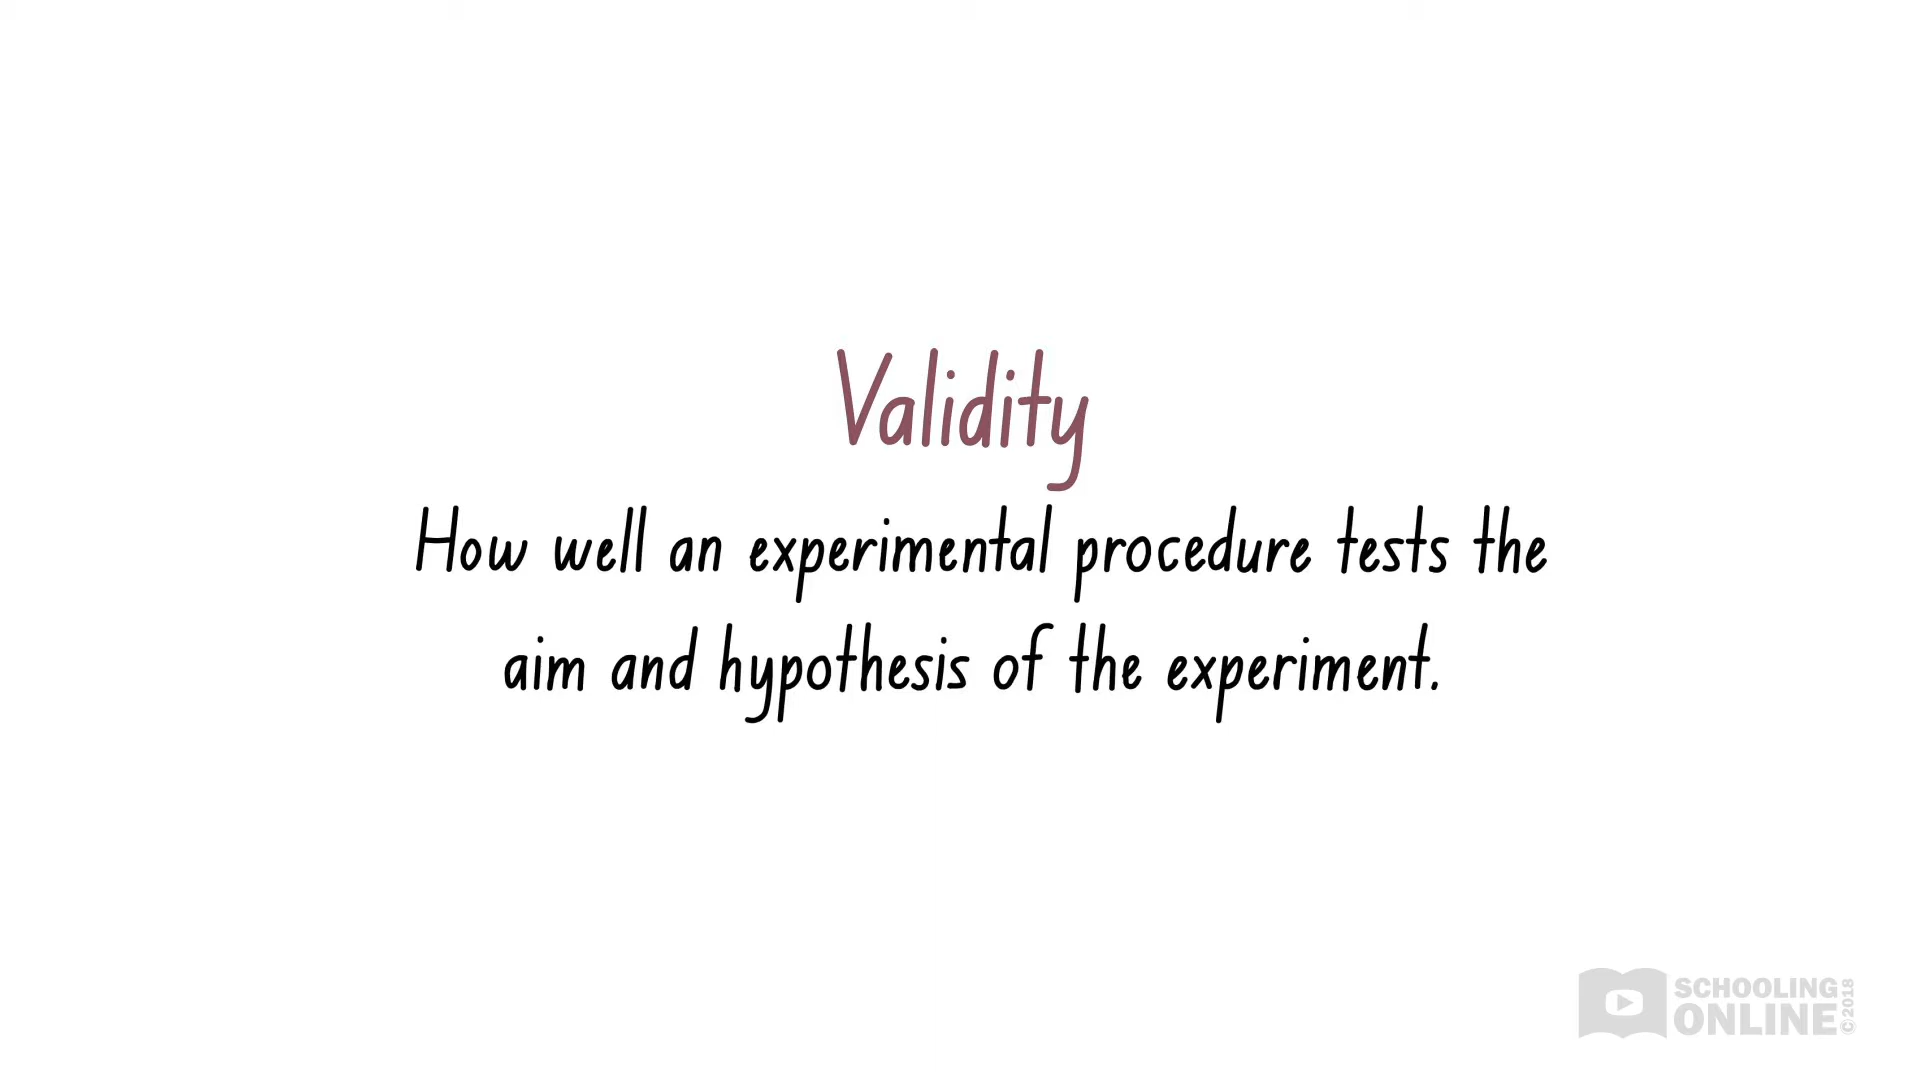 Validity
How well an experimental procedure tests the
aim and hypothesis of the experiment.
SCHOOLING
ONLINE
©2018